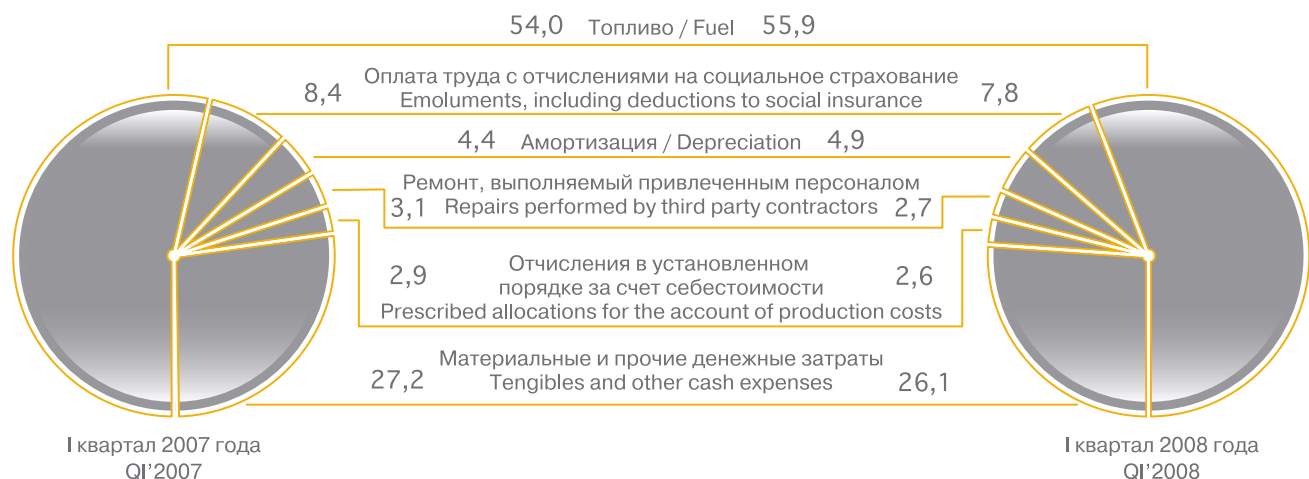 54,0 Топливо / Fuel 55,9
Оплата труда с отчислениями на социальное страхование
8,4 Emoluments, including deductions to social insurance 7,8
4,4 Амортизация / Depreciation 4,9
Ремонт, выполняемый привлеченным персоналом
3,1 Repairs performed by third party contractors 2,7
Отчисления в установленном
2,9 порядке за счет себестоимости 2,6
Prescribed allocations for the account of production costs
Материальные и прочие денежные затраты
27,2 Tengibles and other cash expenses 26,1
I квартал 2007 года
QI'2007
I квартал 2008 года
QI'2008